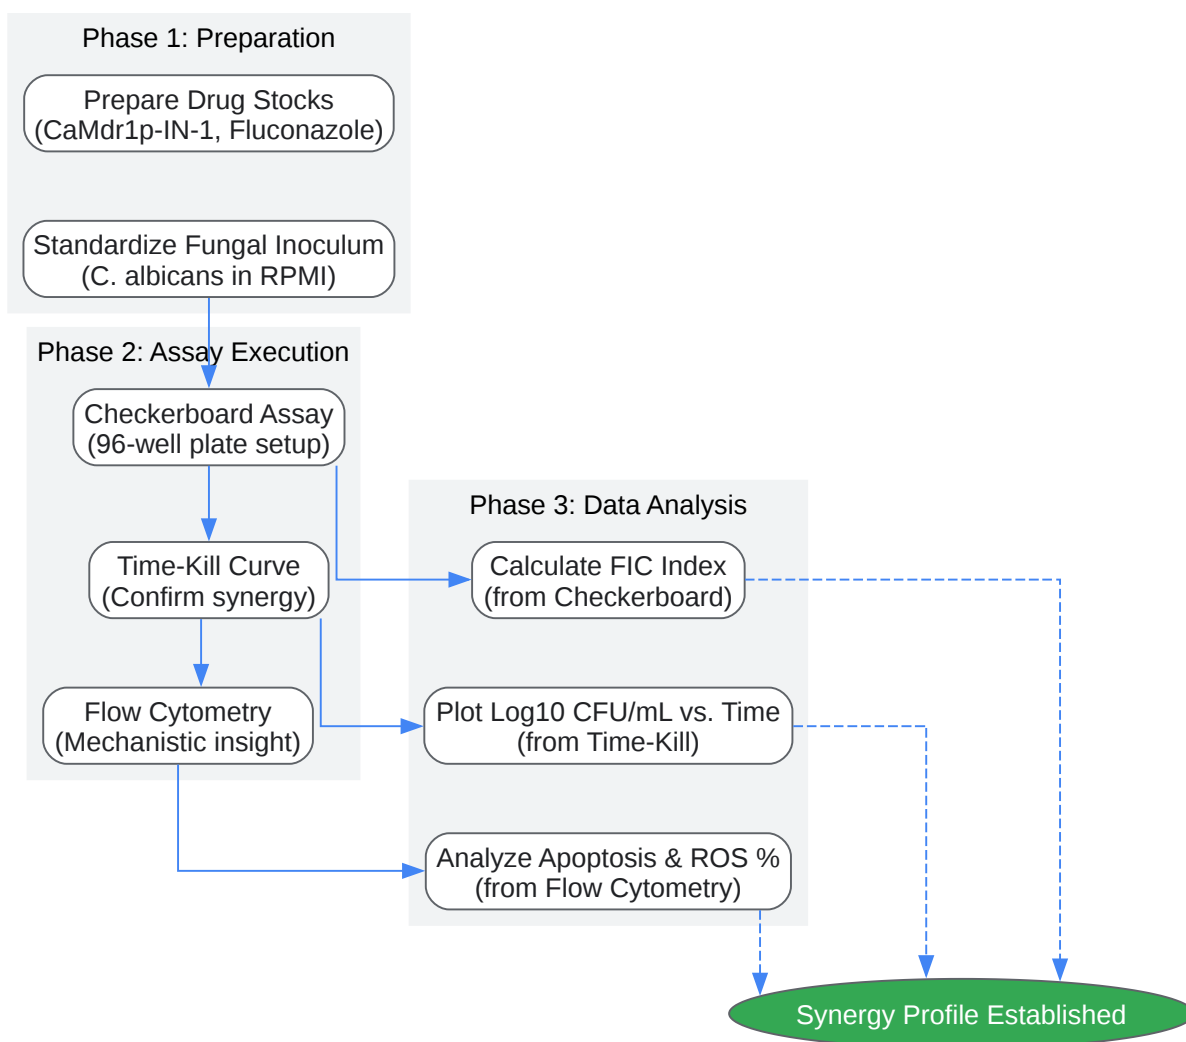 Phase 1: Preparation
Prepare Drug Stocks
(CaMdr1p-IN-1, Fluconazole)
Standardize Fungal Inoculum
(C. albicans in RPMI)
Phase 2: Assay Execution
Checkerboard Assay
(96-well plate setup)
Time-Kill Curve
(Confirm synergy)
Flow Cytometry
(Mechanistic insight)
Phase 3: Data Analysis
Calculate FIC Index
(from Checkerboard)
Plot Log10 CFU/mL vs. Time
(from Time-Kill)
Analyze Apoptosis & ROS %
(from Flow Cytometry)
Synergy Profile Established